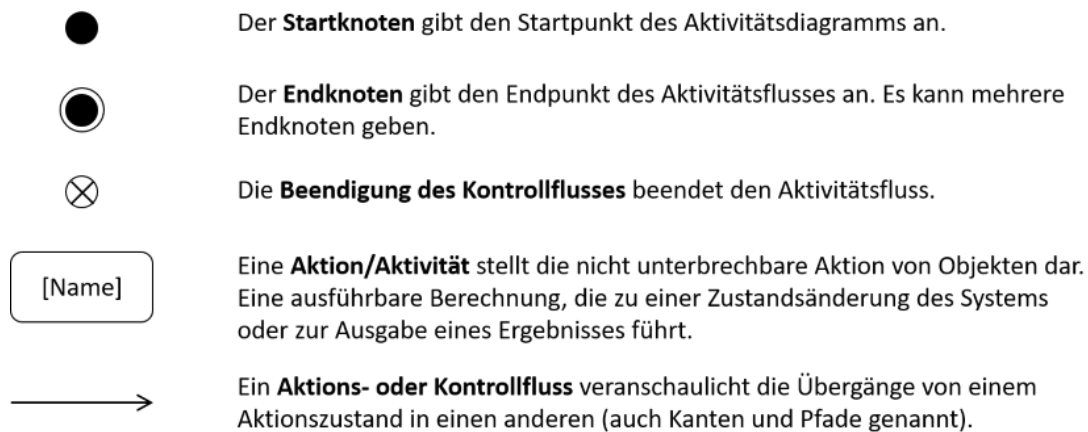 Der Startknoten gibt den Startpunkt des Aktivitätsdiagramms an.
Der Endknoten gibt den Endpunkt des Aktivitätsflusses an. Es kann mehrere
Endknoten geben.
Die Beendigung des Kontrollflusses beendet den Aktivitätsfluss.
[Name]
Eine Aktion/Aktivität stellt die nicht unterbrechbare Aktion von Objekten dar.
Eine ausführbare Berechnung, die zu einer Zustandsänderung des Systems
oder zur Ausgabe eines Ergebnisses führt.
Ein Aktions- oder Kontrollfluss veranschaulicht die Übergänge von einem
Aktionszustand in einen anderen (auch Kanten und Pfade genannt).